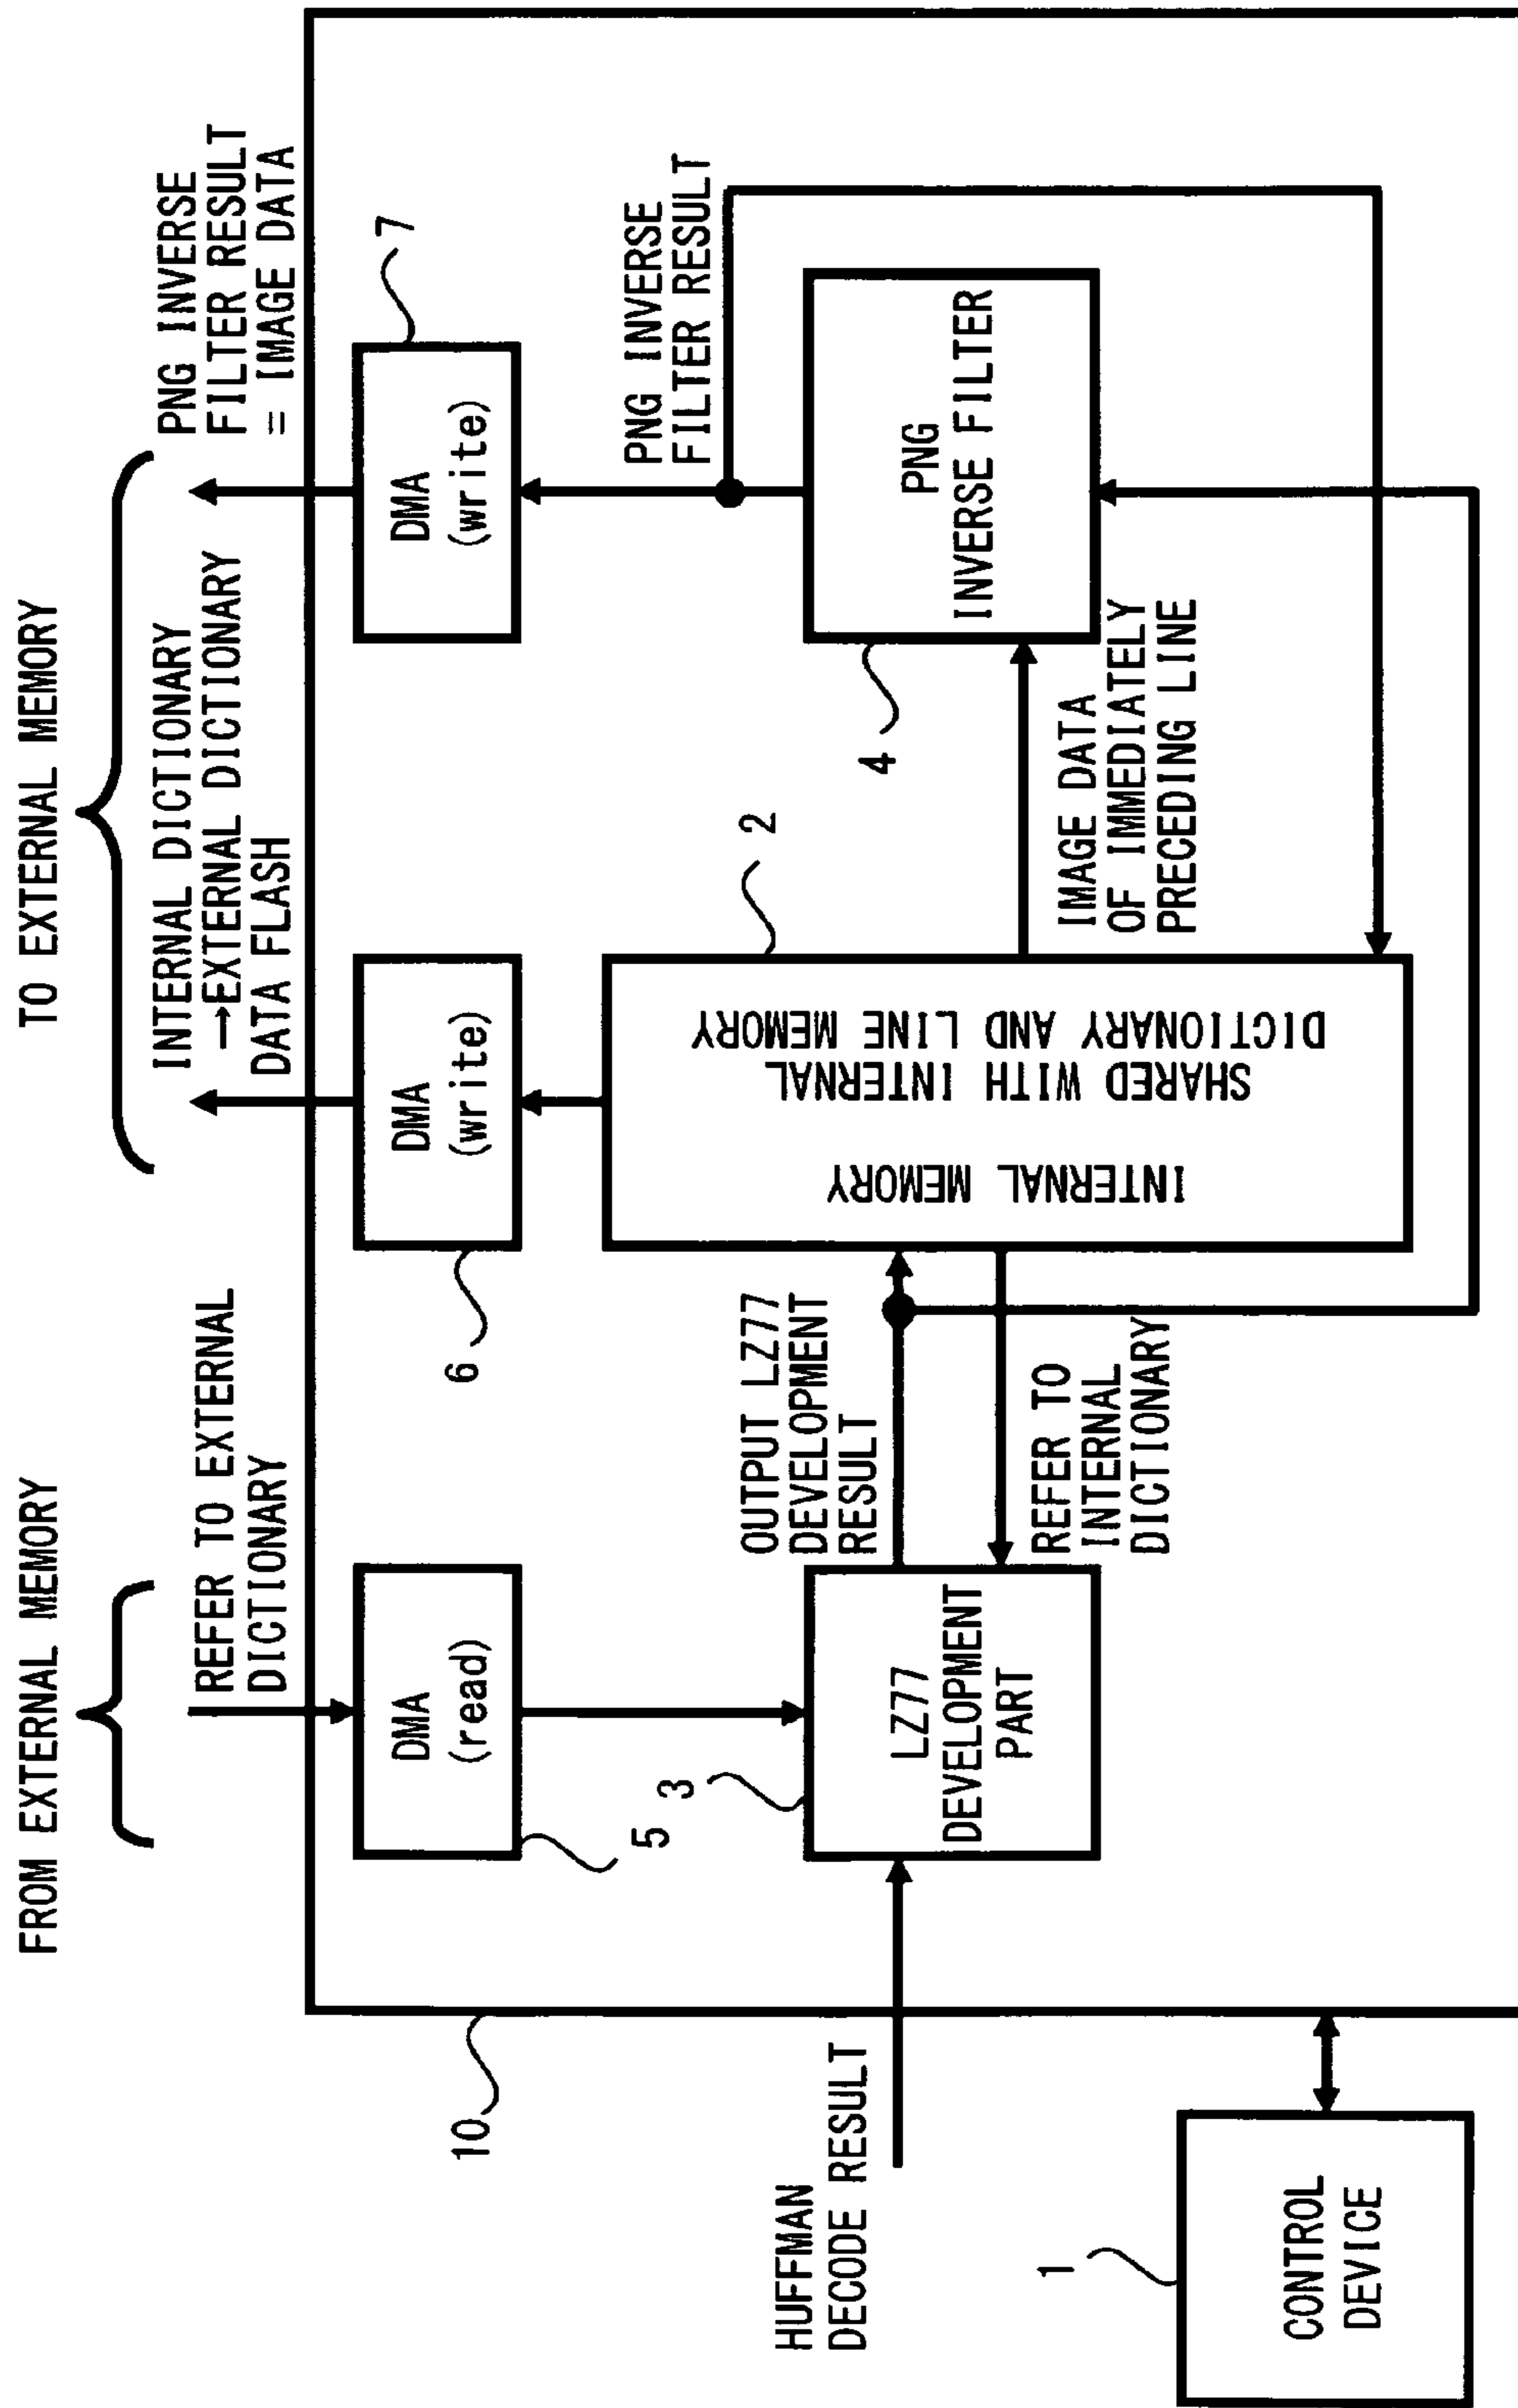 FROM EXTERNAL MEMORY
TO EXTERNAL MEMORY
REFER TO EXTERNAL
DICTIONARY
INTERNAL DICTIONARY
→EXTERNAL DICTIONARY
DATA FLASH
PNG INVERSE
FILTER RESULT
= IMAGE DATA
10
DMA
(read)
5
DMA
(write)
6
DMA
(write)
7
HUFFMAN
DECODE RESULT
3
LZ77
DEVELOPMENT
PART
OUTPUT LZ77
DEVELOPMENT
RESULT
REFER TO
INTERNAL
DICTIONARY
2
INTERNAL MEMORY
SHARED WITH INTERNAL
DICTIONARY AND LINE MEMORY
IMAGE DATA
OF IMMEDIATELY
PRECEDING LINE
4
PNG
INVERSE FILTER
PNG INVERSE
FILTER RESULT
1
CONTROL
DEVICE